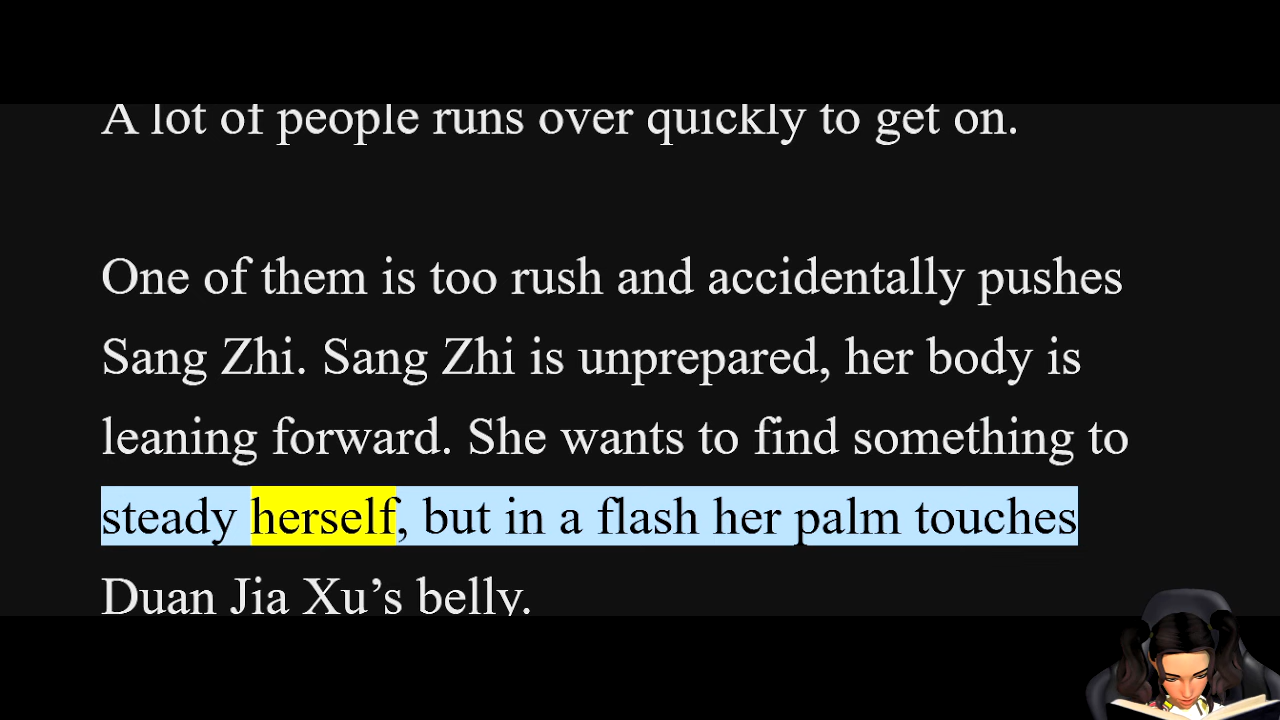 A lot of people runs over quickly to get on.
One of them is too rush and accidentally pushes
Sang Zhi. Sang Zhi is unprepared, her body is
leaning forward. She wants to find something to
steady herself, but in a flash her palm touches
Duan Jia Xu’s belly.